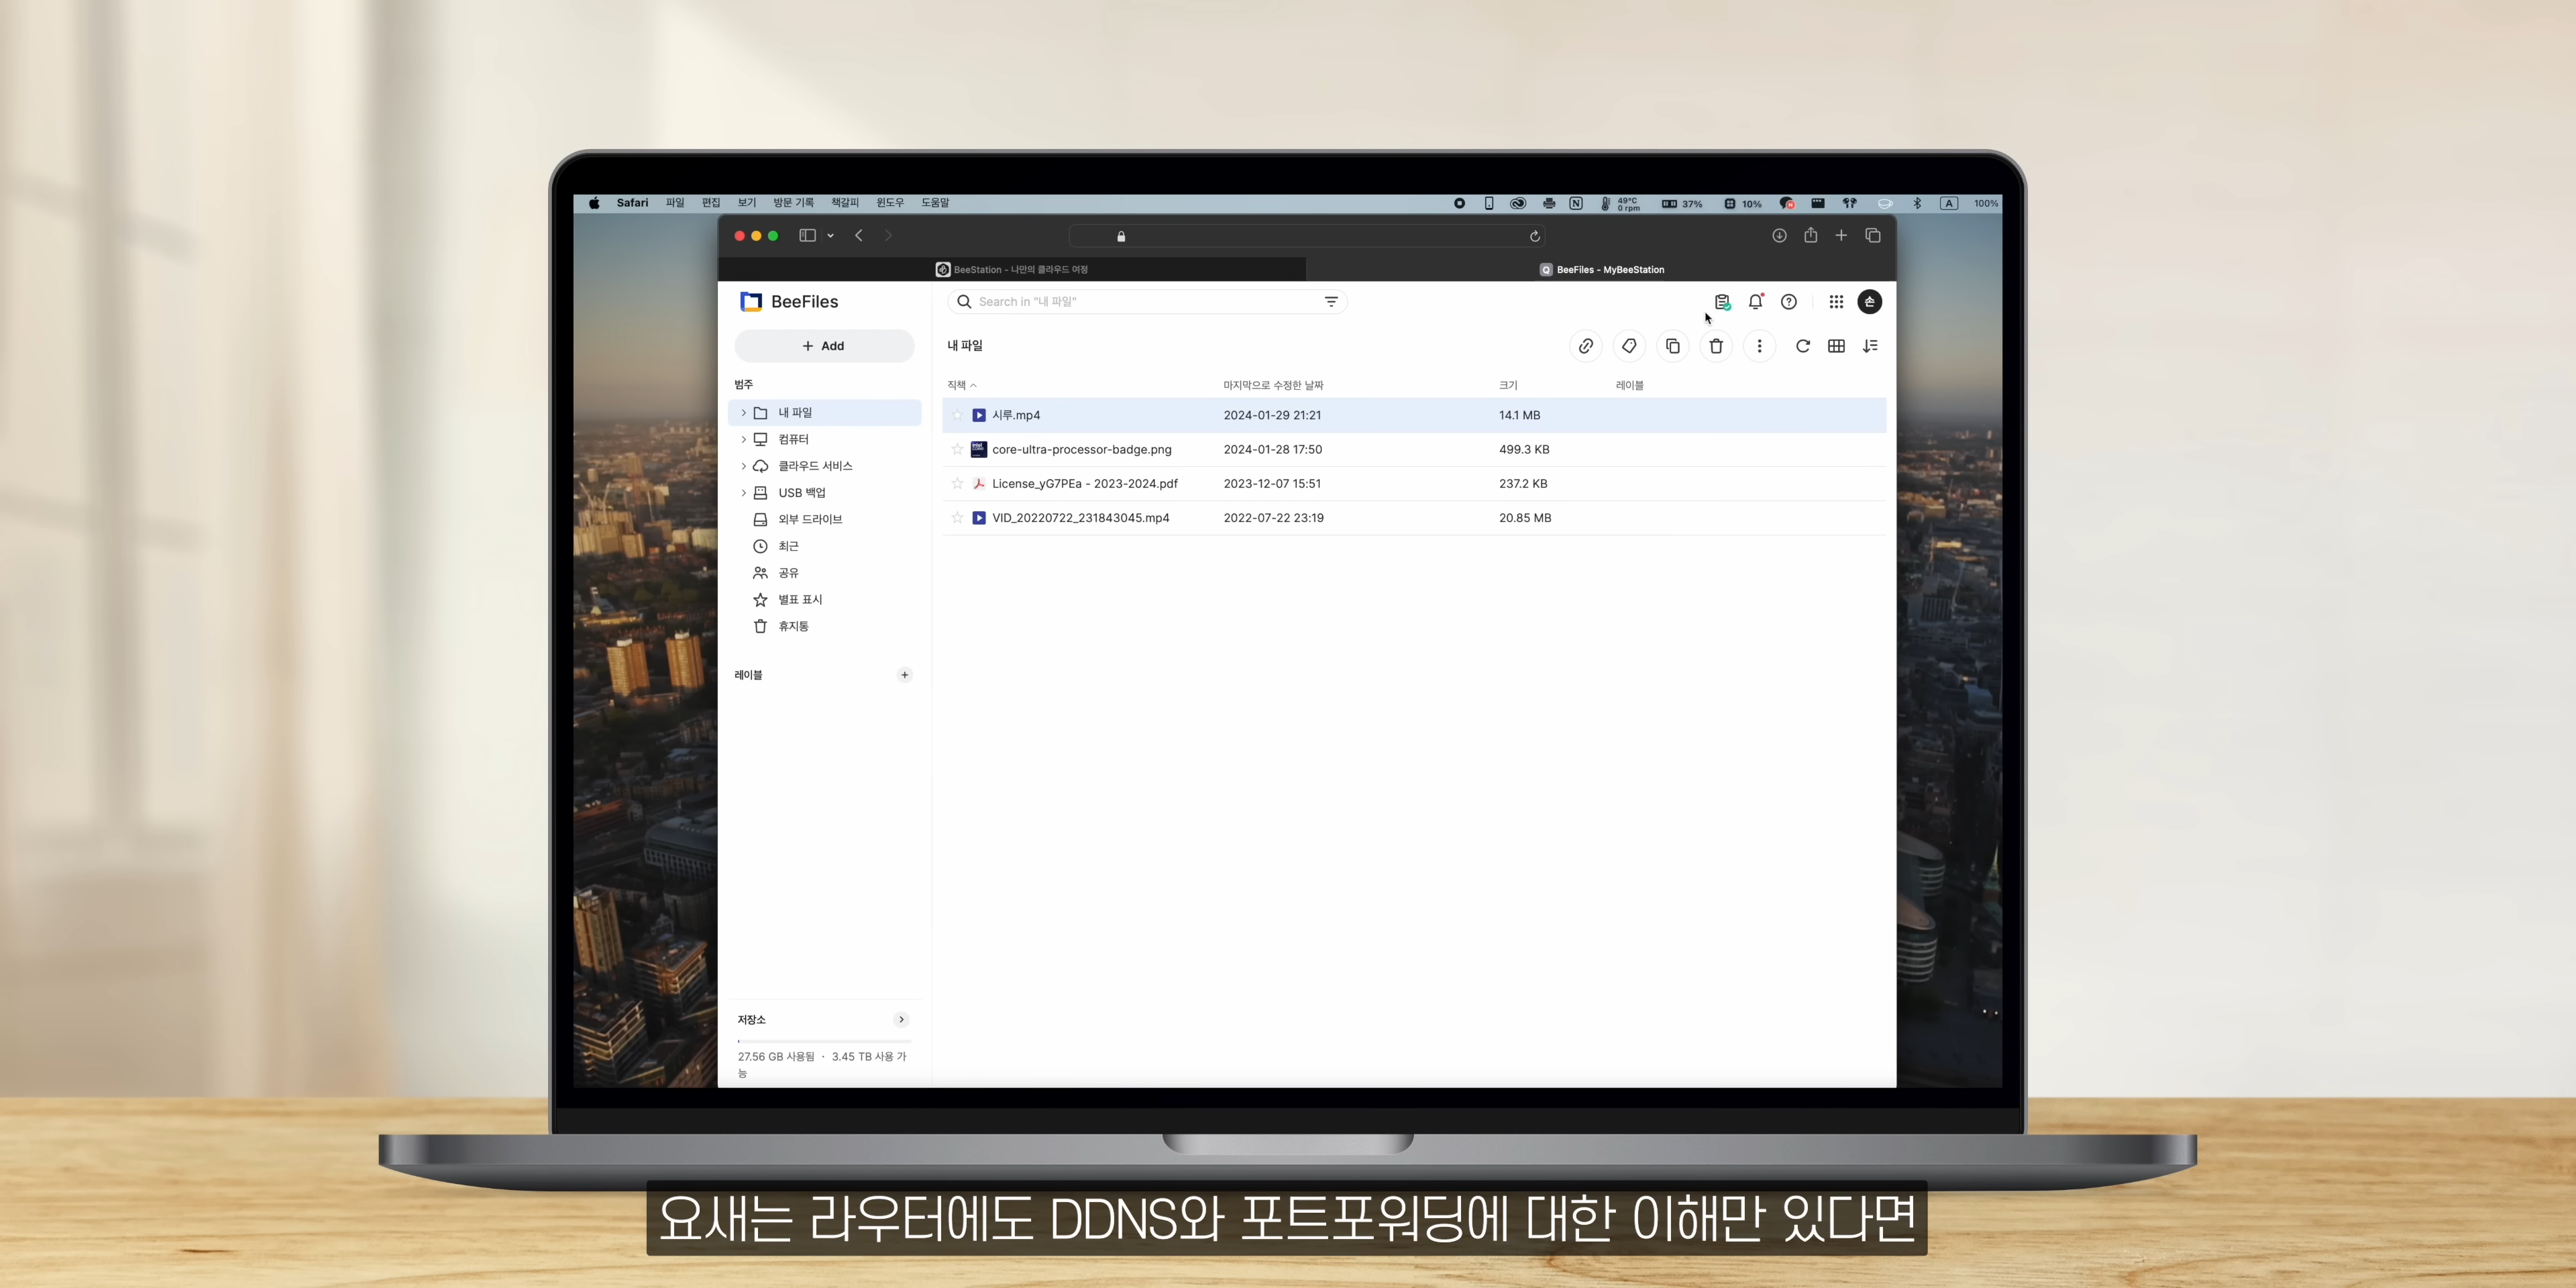 Safari 파일 편집 보기 방문 기록 책갈피 윈도우 도움말
49°C
0 rpm
37%
10%
A
100%
BeeStation - 나만의 클라우드 여정
BeeFiles - MyBeeStation
BeeFiles
Search in "내 파일"
손
+ Add
내 파일
범주
직책 마지막으로 수정한 날짜 크기 레이블
내 파일
시루.mp4 2024-01-29 21:21 14.1 MB
컴퓨터
core-ultra-processor-badge.png 2024-01-28 17:50 499.3 KB
클라우드 서비스
License_yG7PEa - 2023-2024.pdf 2023-12-07 15:51 237.2 KB
USB 백업
VID_20220722_231843045.mp4 2022-07-22 23:19 20.85 MB
외부 드라이브
최근
공유
별표 표시
휴지통
레이블
저장소
27.56 GB 사용됨 · 3.45 TB 사용 가
능
요새는 라우터에도 DDNS와 포트포워딩에 대한 이해만 있다면